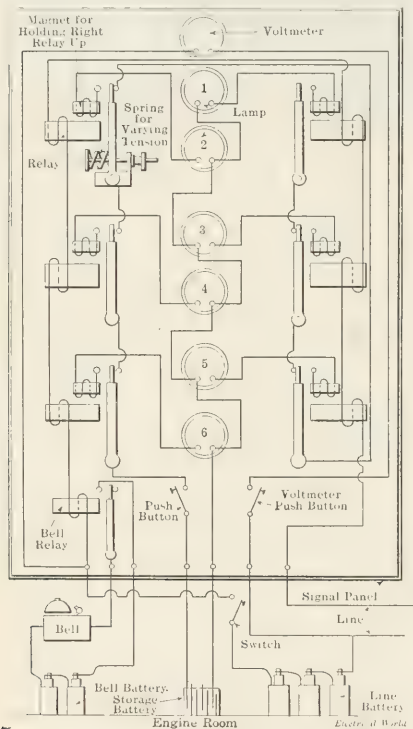 Magnet for
Holding Right
Relay Up
Voltmeter
1
Lamp
Spring
for
Varying
Tension
2
Relay
3
4
5
6
Push
Button
Voltmeter
Push Button
Bell
Relay
Signal Panel
Line
Bell
Switch
Bell Battery
Storage
Battery
Line
Battery
Engine Room
Electrical World